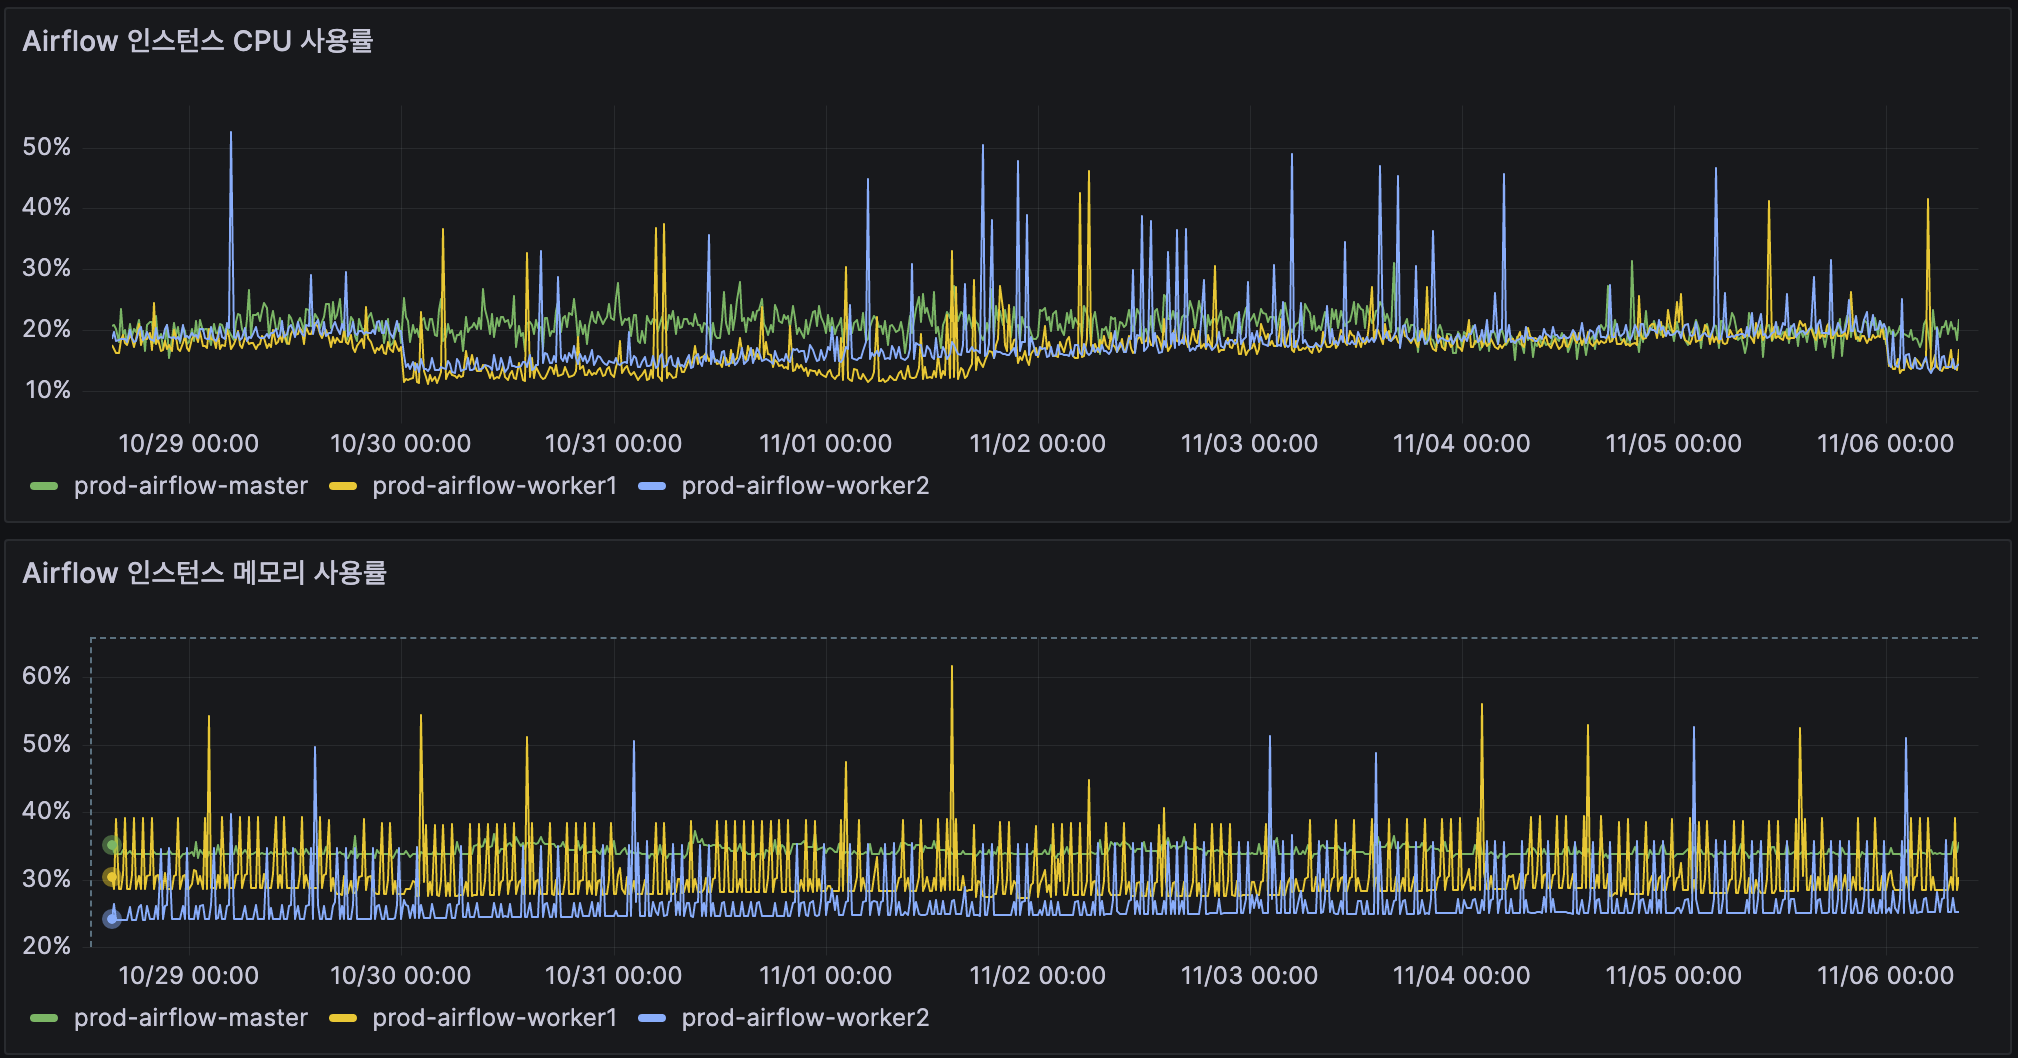 Airflow 인스턴스 CPU 사용률
50%
40%
30%
20%
10%
10/29 00:00 10/30 00:00 10/31 00:00 11/01 00:00 11/02 00:00 11/03 00:00 11/04 00:00 11/05 00:00 11/06 00:00
prod-airflow-master prod-airflow-worker1 prod-airflow-worker2
Airflow 인스턴스 메모리 사용률
60%
50%
40%
30%
20%
10/29 00:00 10/30 00:00 10/31 00:00 11/01 00:00 11/02 00:00 11/03 00:00 11/04 00:00 11/05 00:00 11/06 00:00
prod-airflow-master prod-airflow-worker1 prod-airflow-worker2